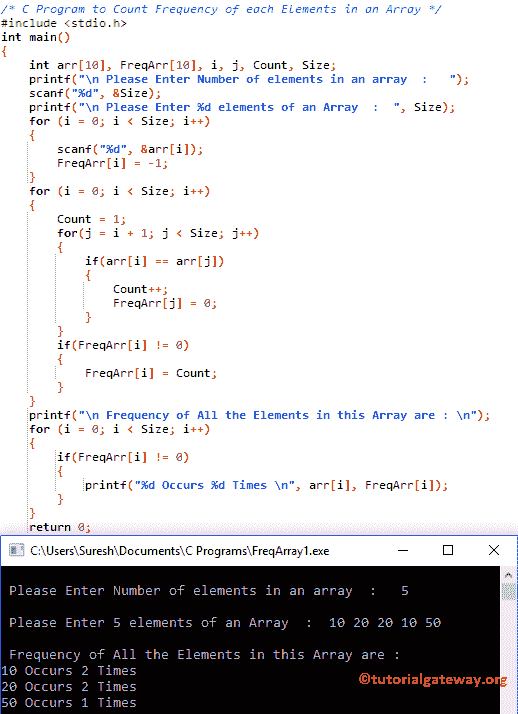 /* C Program to Count Frequency of each Elements in an Array */
#include <stdio.h>
int main()
{
    int arr[10], FreqArr[10], i, j, Count, Size;
    printf("\n Please Enter Number of elements in an array  :   ");
    scanf("%d", &Size);
    printf("\n Please Enter %d elements of an Array  :  ", Size);
    for (i = 0; i < Size; i++)
    {
        scanf("%d", &arr[i]);
        FreqArr[i] = -1;
    }
    for (i = 0; i < Size; i++)
    {
        Count = 1;
        for(j = i + 1; j < Size; j++)
        {
            if(arr[i] == arr[j])
            {
                Count++;
                FreqArr[j] = 0;
            }
        }
        if(FreqArr[i] != 0)
        {
            FreqArr[i] = Count;
        }
    }
    printf("\n Frequency of All the Elements in this Array are : \n");
    for (i = 0; i < Size; i++)
    {
        if(FreqArr[i] != 0)
        {
            printf("%d Occurs %d Times \n", arr[i], FreqArr[i]);
        }
    }
    return 0;
C:\Users\Suresh\Documents\C Programs\FreqArray1.exe
Please Enter Number of elements in an array  :   5
Please Enter 5 elements of an Array  :  10 20 20 10 50
Frequency of All the Elements in this Array are :
10 Occurs 2 Times
20 Occurs 2 Times
50 Occurs 1 Times
©tutorialgateway.org